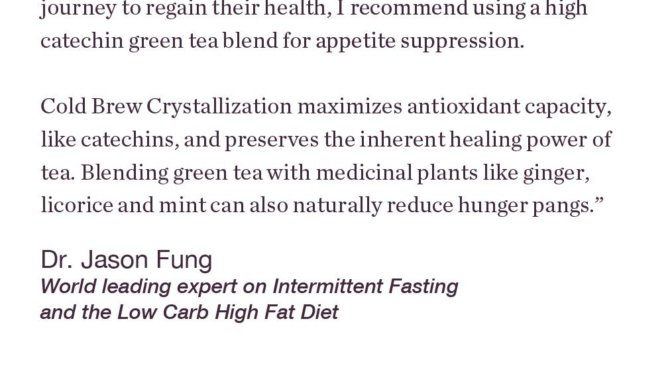 journey to regain their health, I recommend using a high
catechin green tea blend for appetite suppression.
Cold Brew Crystallization maximizes antioxidant capacity,
like catechins, and preserves the inherent healing power of
tea. Blending green tea with medicinal plants like ginger,
licorice and mint can also naturally reduce hunger pangs.”
Dr. Jason Fung
World leading expert on Intermittent Fasting
and the Low Carb High Fat Diet